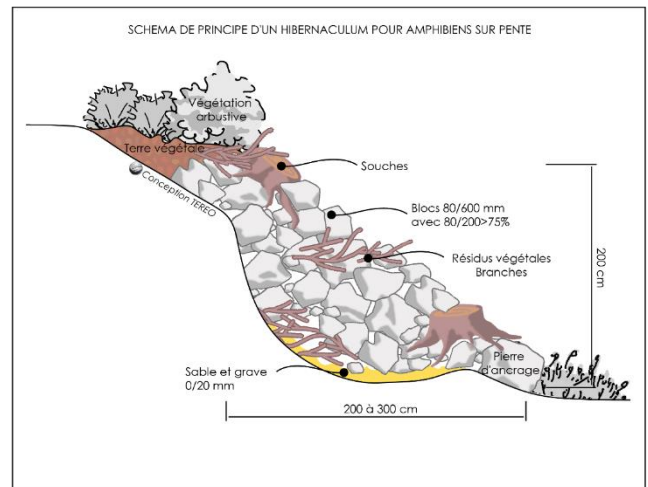 SCHEMA DE PRINCIPE D'UN HIBERNACULUM POUR AMPHIBIENS SUR PENTE
Végétation
arbustive
Terre végétale
Conception TEREO
Souches
Blocs 80/600 mm
avec 80/200>75%
Résidus végétales
Branches
200 cm
Pierre
d'ancrage
Sable et grave
0/20 mm
200 à 300 cm